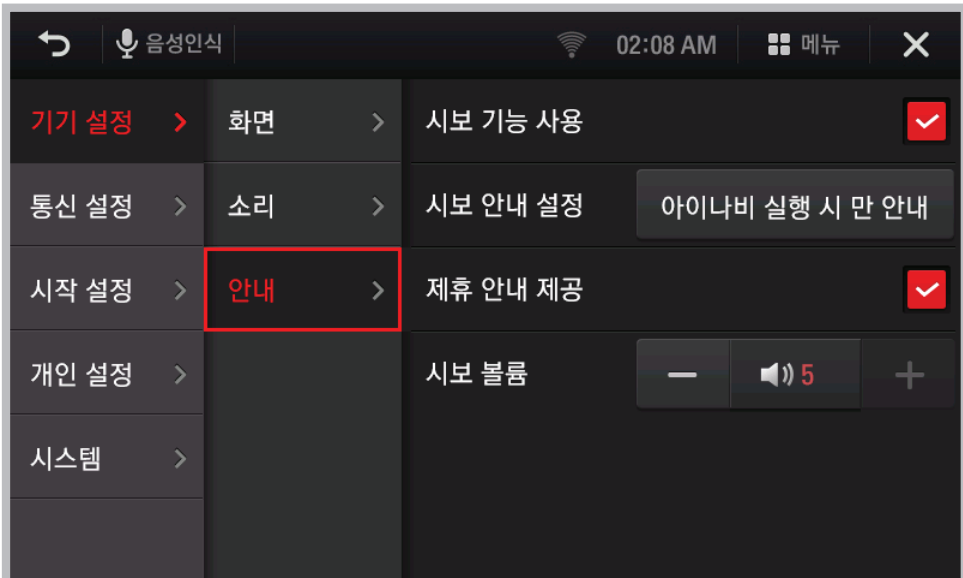 음성인식
02:08 AM
메뉴
기기 설정
통신 설정
시작 설정
개인 설정
시스템
화면
소리
안내
시보 기능 사용
시보 안내 설정
아이나비 실행 시 만 안내
제휴 안내 제공
시보 볼륨
5